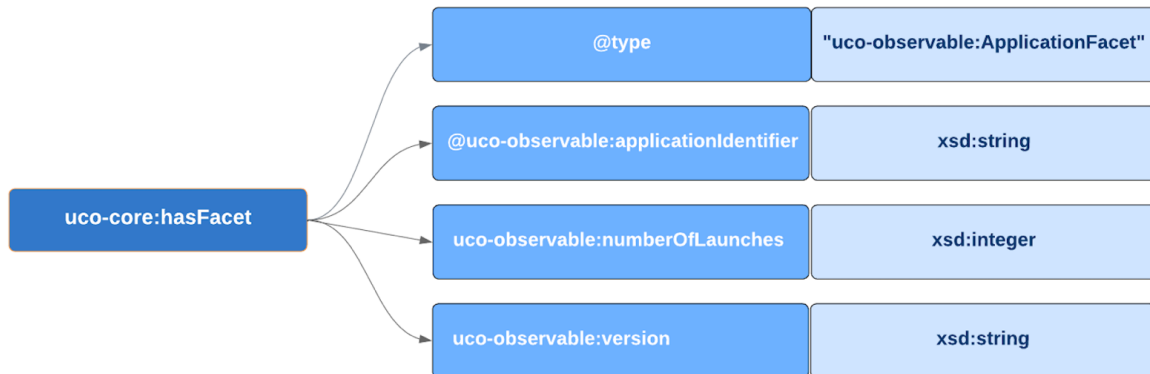 @type
"uco-observable:ApplicationFacet"
@uco-observable:applicationIdentifier
xsd:string
uco-core:hasFacet
uco-observable:numberOfLaunches
xsd:integer
uco-observable:version
xsd:string